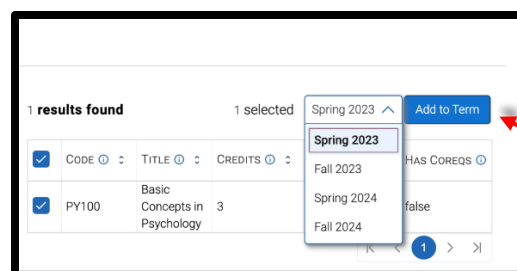 1 results found 1 selected Spring 2023 Add to Term
Spring 2023
Fall 2023
Spring 2024
Fall 2024
CODE TITLE CREDITS HAS COREQS
PY100 Basic Concepts in Psychology 3 false
1